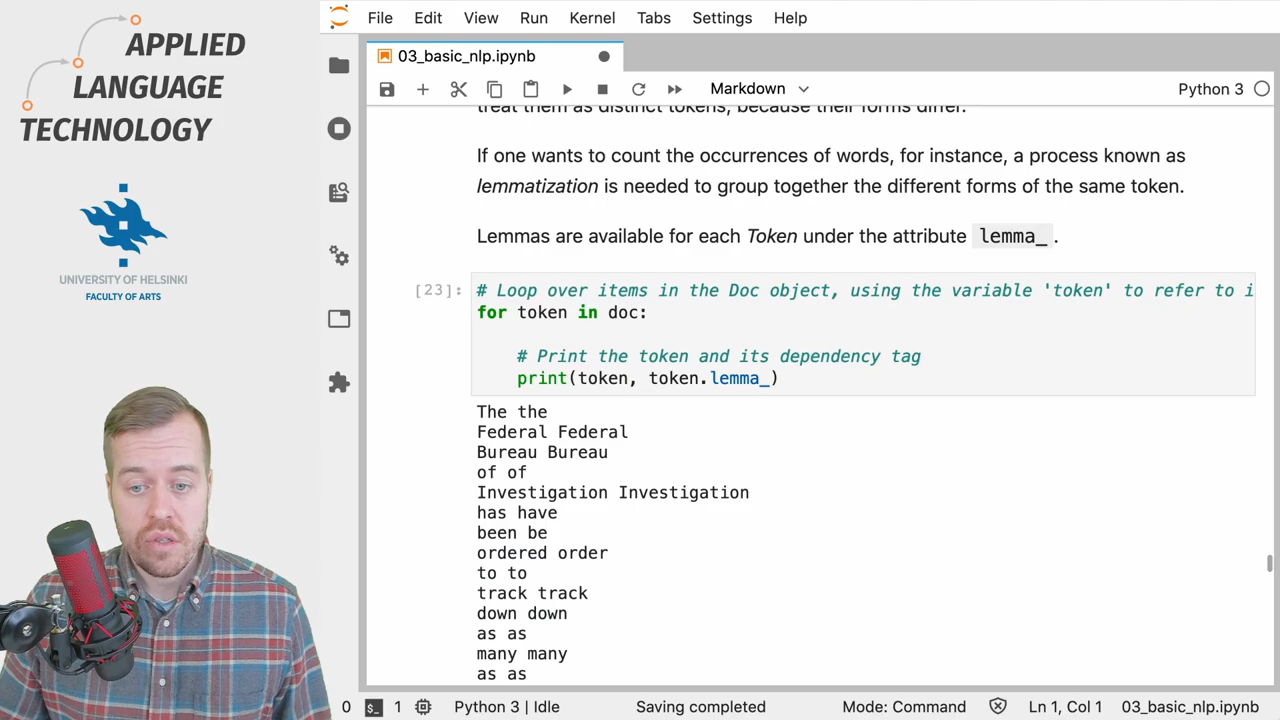 APPLIED
LANGUAGE
TECHNOLOGY
UNIVERSITY OF HELSINKI
FACULTY OF ARTS
File Edit View Run Kernel Tabs Settings Help
03_basic_nlp.ipynb
Markdown
Python 3
treat them as distinct tokens, because their forms differ.
If one wants to count the occurrences of words, for instance, a process known as
lemmatization is needed to group together the different forms of the same token.
Lemmas are available for each Token under the attribute lemma_ .
[23]: # Loop over items in the Doc object, using the variable 'token' to refer to i
for token in doc:
# Print the token and its dependency tag
print(token, token.lemma_)
The the
Federal Federal
Bureau Bureau
of of
Investigation Investigation
has have
been be
ordered order
to to
track track
down down
as as
many many
as as
0 $_ 1 Python 3 | Idle Saving completed Mode: Command Ln 1, Col 1 03_basic_nlp.ipynb